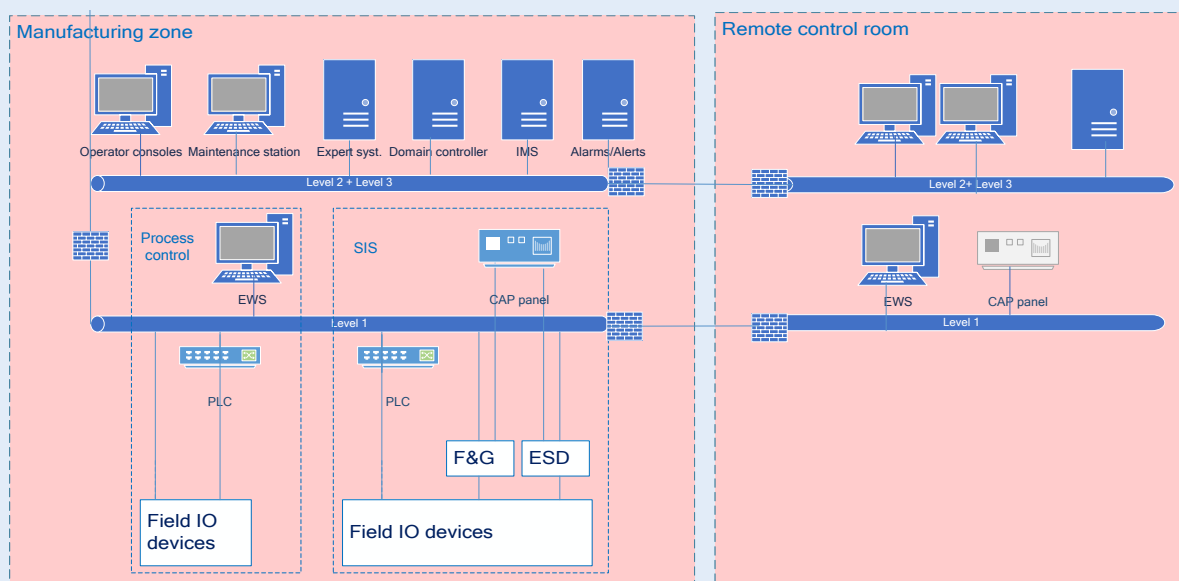 Manufacturing zone
Remote control room
Operator consoles
Maintenance station
Expert syst.
Domain controller
IMS
Alarms/Alerts
Level 2 + Level 3
Level 2+ Level 3
Process
control
SIS
EWS
CAP panel
EWS
CAP panel
Level 1
Level 1
PLC
PLC
F&G
ESD
Field IO
devices
Field IO devices